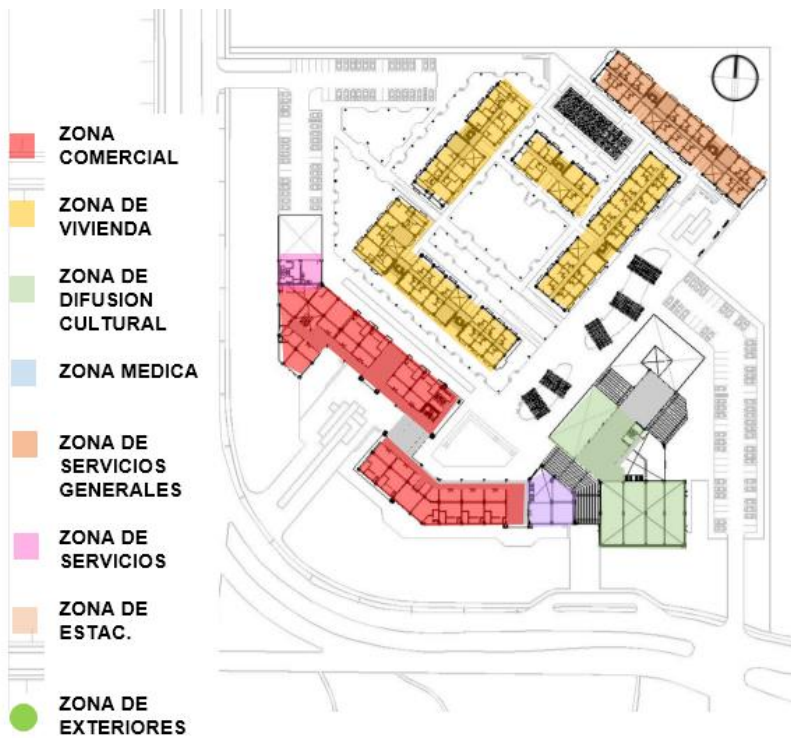 ZONA
COMERCIAL
ZONA DE
VIVIENDA
ZONA DE
DIFUSION
CULTURAL
ZONA MEDICA
ZONA DE
SERVICIOS
GENERALES
ZONA DE
SERVICIOS
ZONA DE
ESTAC.
ZONA DE
EXTERIORES